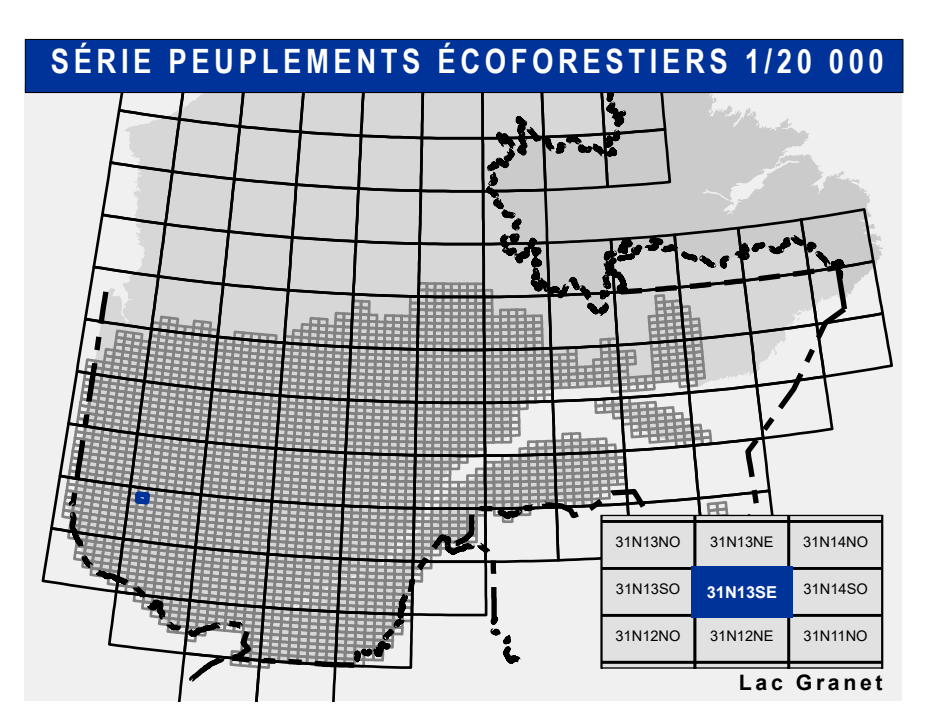 SÉRIE PEUPLEMENTS ÉCOFORESTIERS 1/20 000
31N13NO 31N13NE 31N14NO
31N13SO 31N13SE 31N14SO
31N12NO 31N12NE 31N11NO
Lac Granet